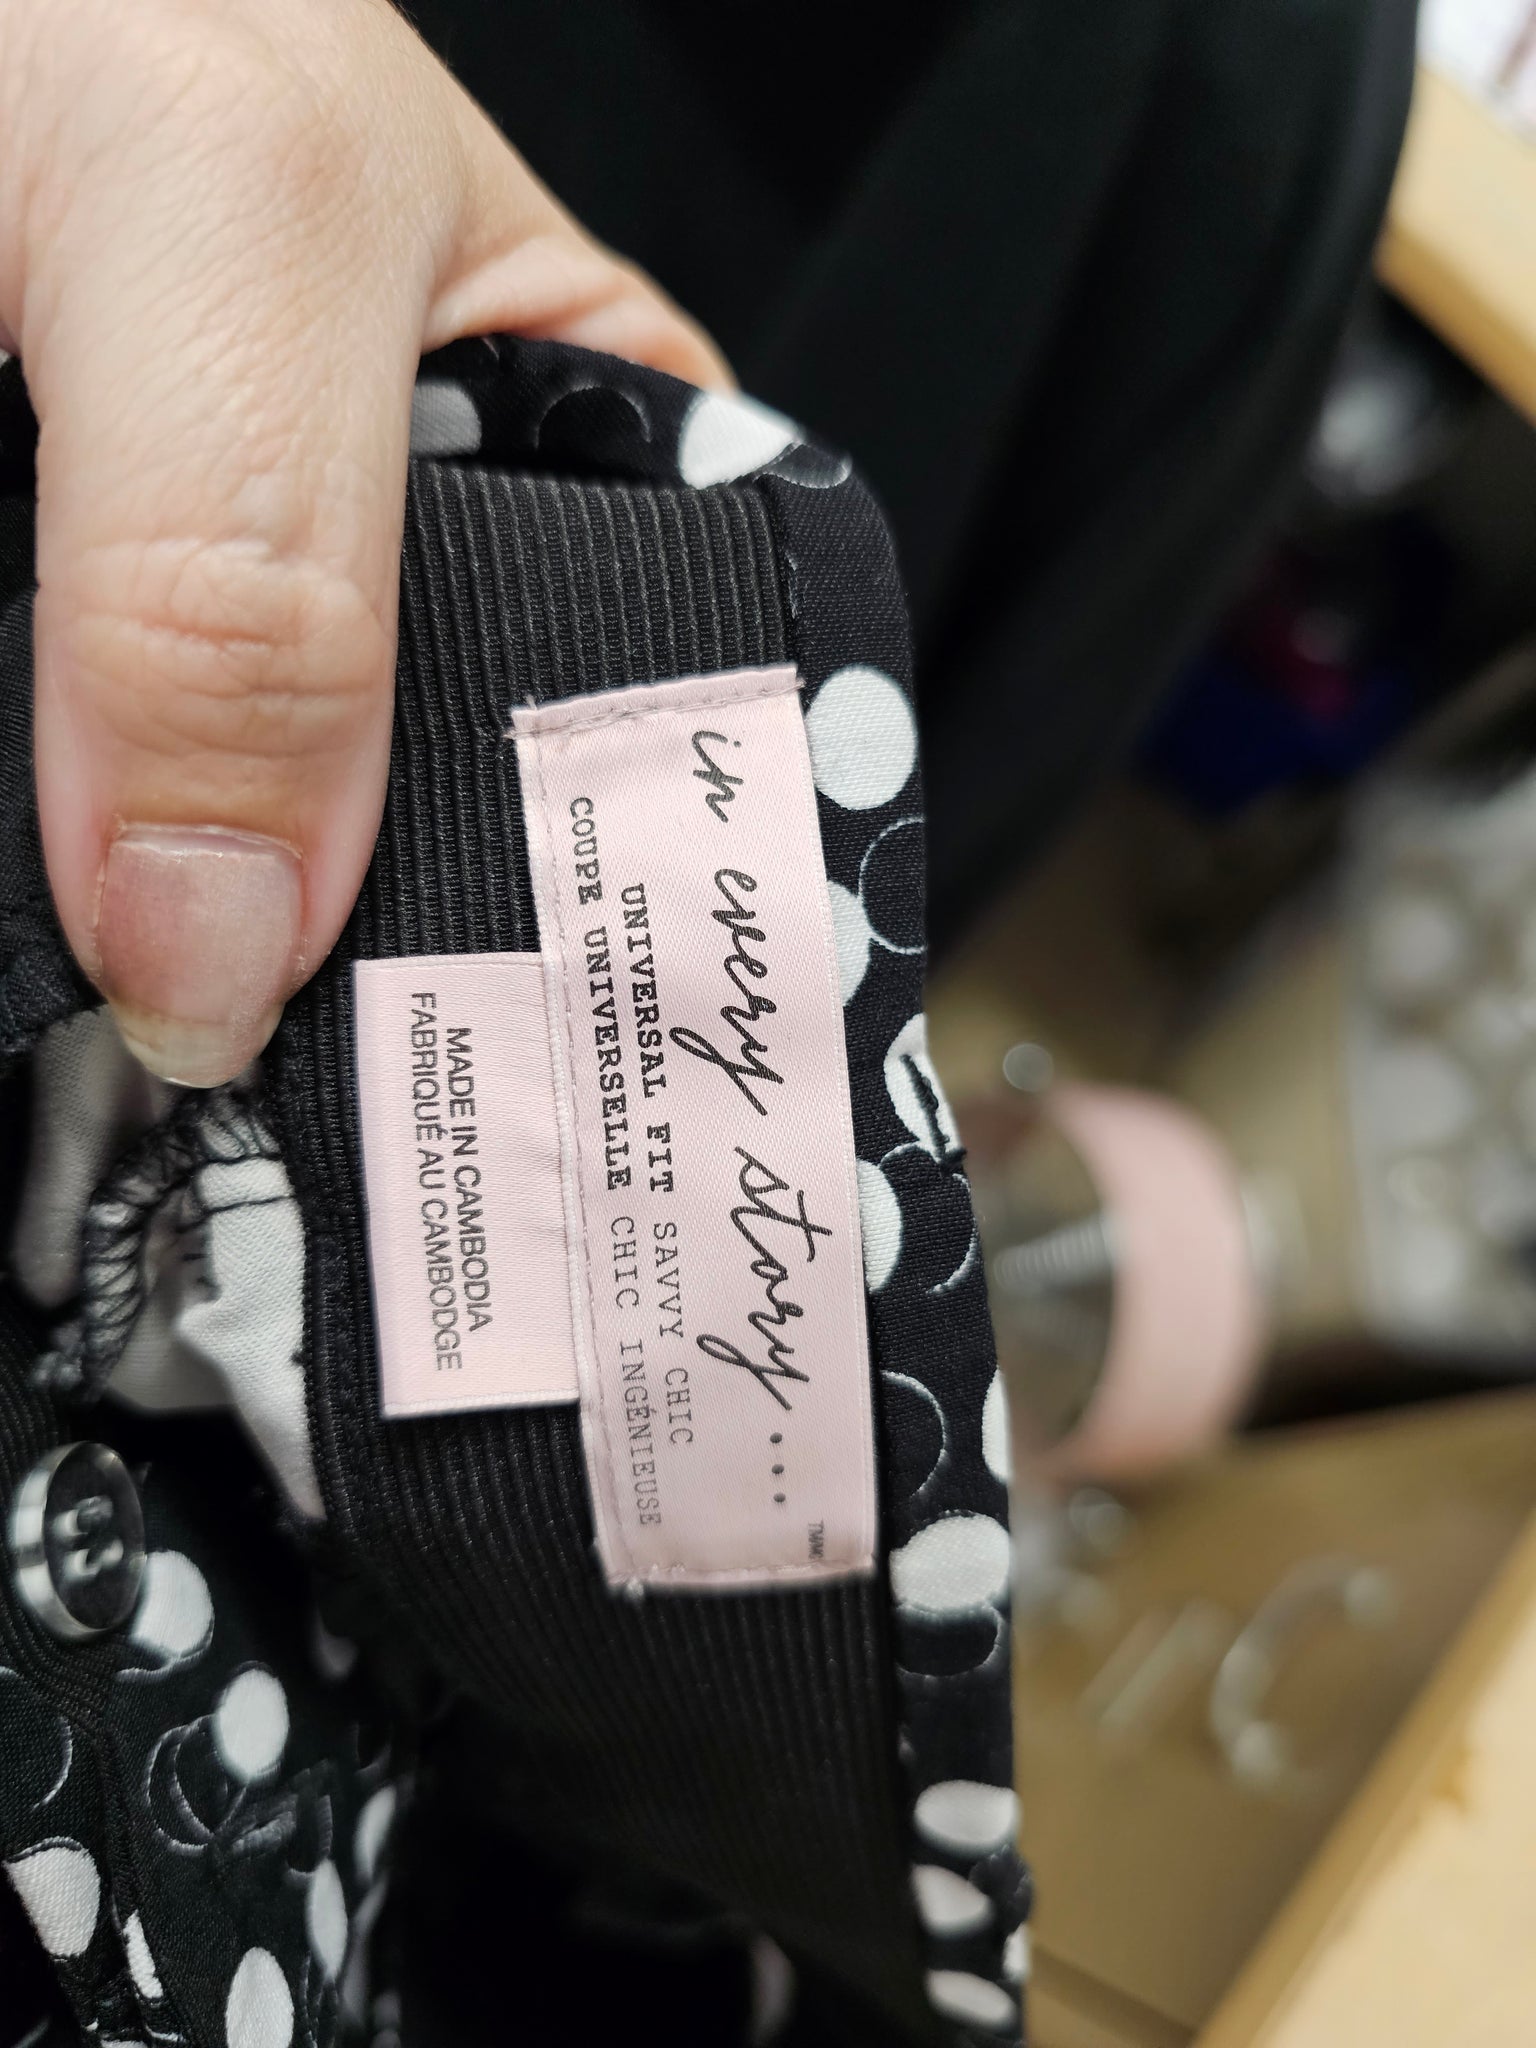 in every story...
UNIVERSAL FIT SAVVY CHIC
COUPE UNIVERSELLE CHIC INGÉNIEUSE
MADE IN CAMBODIA
FABRIQUÉ AU CAMBODGE